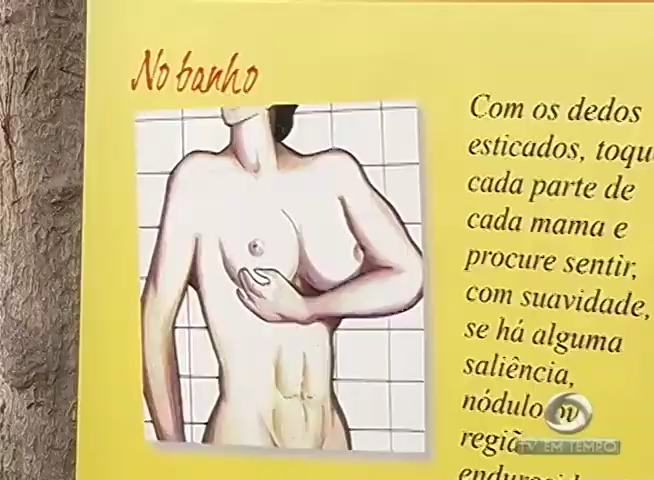 No banho
Com os dedos
esticados, toqu
cada parte de
cada mama e
procure sentir,
com suavidade,
se há alguma
saliência,
nódulo ou
regiã
TV EM TEMPO